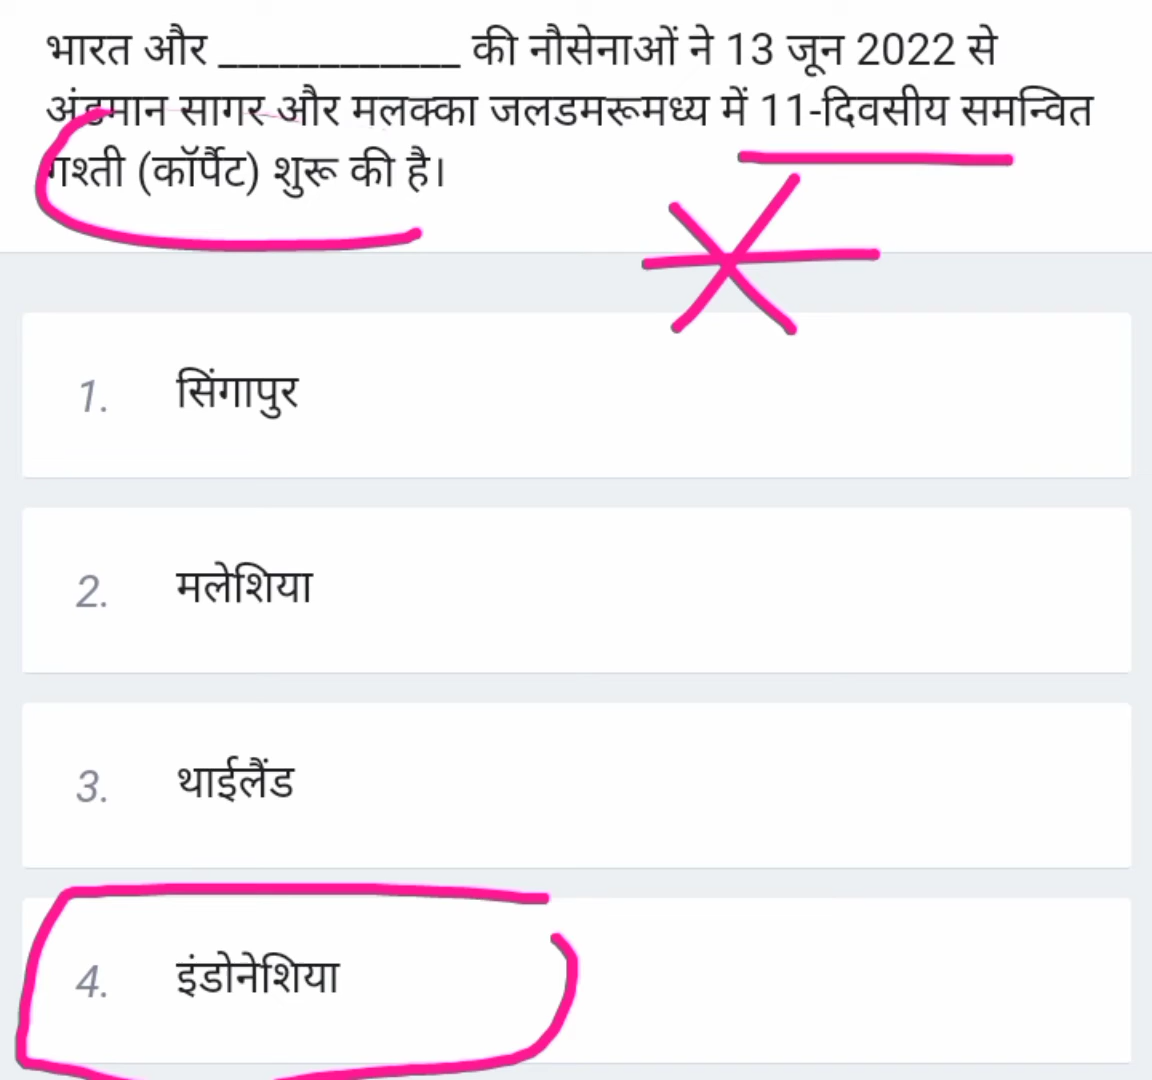 भारत और ____________ की नौसेनाओं ने 13 जून 2022 से
अंडमान सागर और मलक्का जलडमरूमध्य में 11-दिवसीय समन्वित
गश्ती (कॉर्पैट) शुरू की है।
1. सिंगापुर
2. मलेशिया
3. थाईलैंड
4. इंडोनेशिया